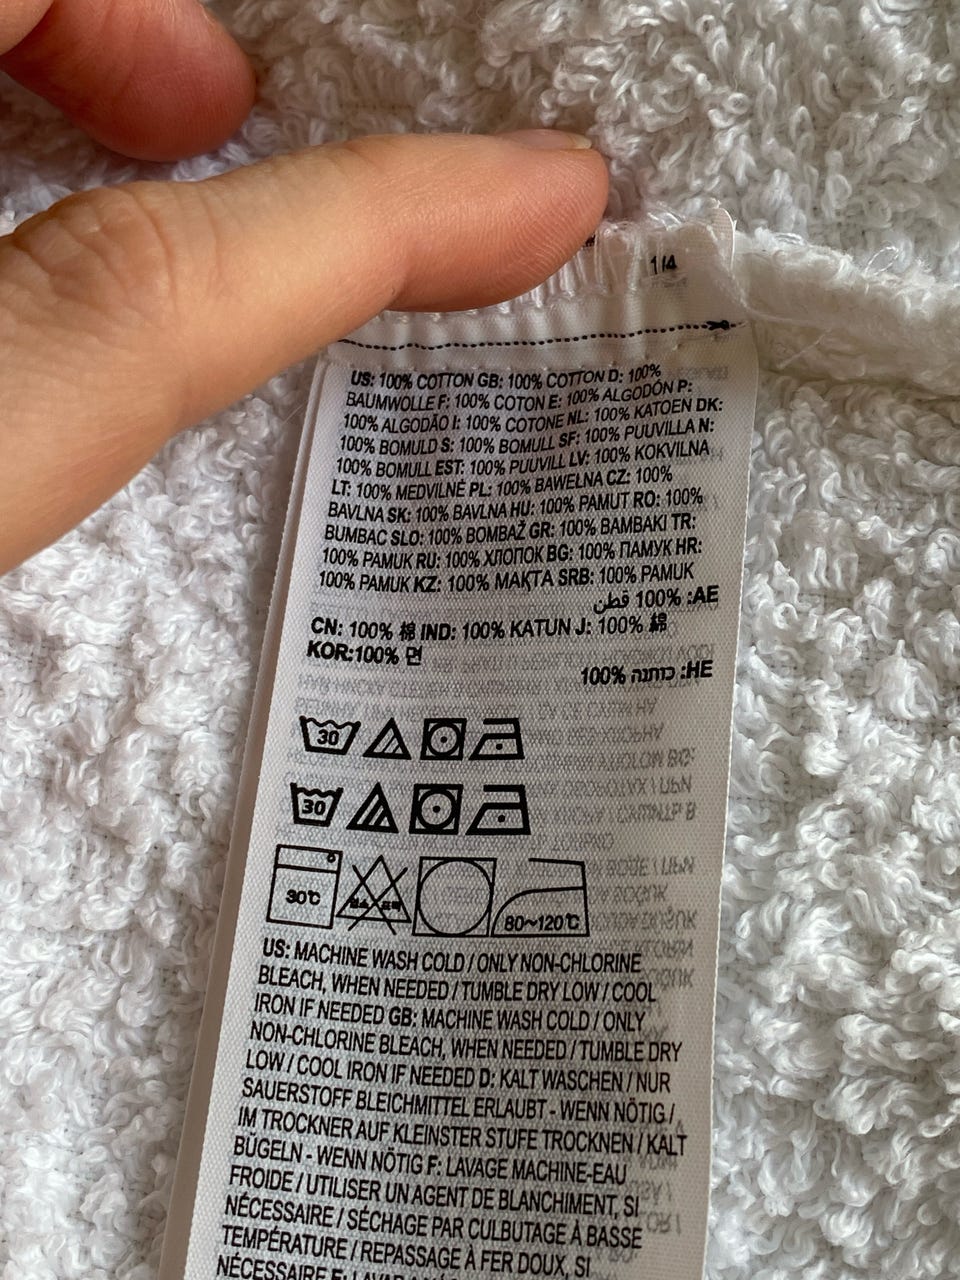 1/4
US: 100% COTTON GB: 100% COTTON D: 100%
BAUMWOLLE F: 100% COTON E: 100% ALGODÓN P:
100% ALGODÃO I: 100% COTONE NL: 100% KATOEN DK:
100% BOMULD S: 100% BOMULL SF: 100% PUUVILLA N:
100% BOMULL EST: 100% PUUVILL LV: 100% KOKVILNA
LT: 100% MEDVILNĖ PL: 100% BAWEŁNA CZ: 100%
BAVLNA SK: 100% BAVLNA HU: 100% PAMUT RO: 100%
BUMBAC SLO: 100% BOMBAŽ GR: 100% BAMBAKI TR:
100% PAMUK RU: 100% ХЛОПОК BG: 100% ПАМУК HR:
100% PAMUK KZ: 100% МАҚТА SRB: 100% PAMUK
AE: 100% قطن
CN: 100% 棉 IND: 100% KATUN J: 100% 綿
KOR:100% 면
HE: כותנה 100%
30
30
30℃ 80~120℃
US: MACHINE WASH COLD / ONLY NON-CHLORINE
BLEACH, WHEN NEEDED / TUMBLE DRY LOW / COOL
IRON IF NEEDED GB: MACHINE WASH COLD / ONLY
NON-CHLORINE BLEACH, WHEN NEEDED / TUMBLE DRY
LOW / COOL IRON IF NEEDED D: KALT WASCHEN / NUR
SAUERSTOFF BLEICHMITTEL ERLAUBT - WENN NÖTIG /
IM TROCKNER AUF KLEINSTER STUFE TROCKNEN / KALT
BÜGELN - WENN NÖTIG F: LAVAGE MACHINE-EAU
FROIDE / UTILISER UN AGENT DE BLANCHIMENT, SI
NÉCESSAIRE / SÉCHAGE PAR CULBUTAGE À BASSE
TEMPÉRATURE / REPASSAGE À FER DOUX, SI
NÉCESSAIRE E: